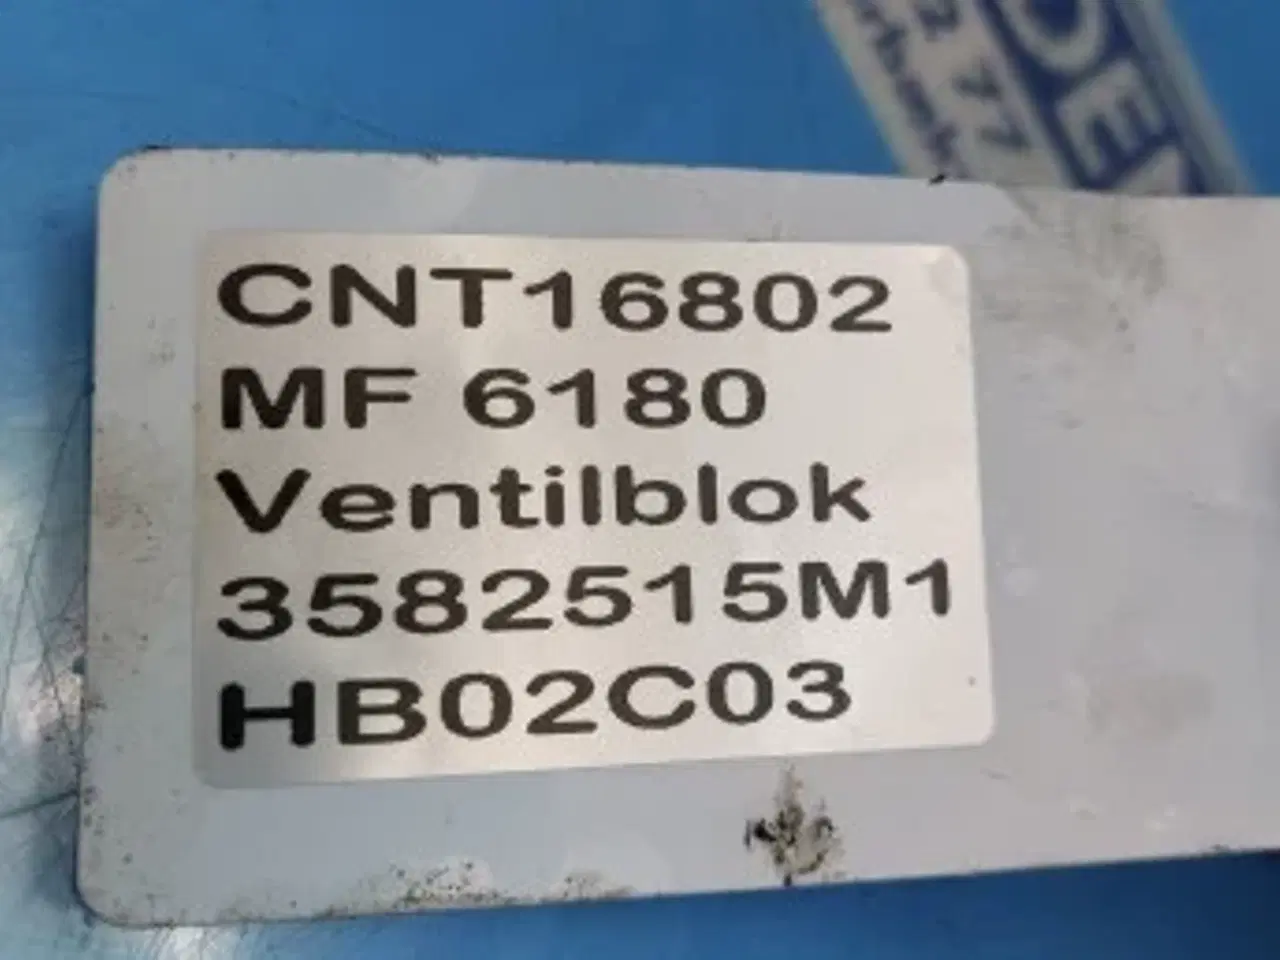 CNT16802
MF 6180
Ventilblok
3582515M1
HB02C03